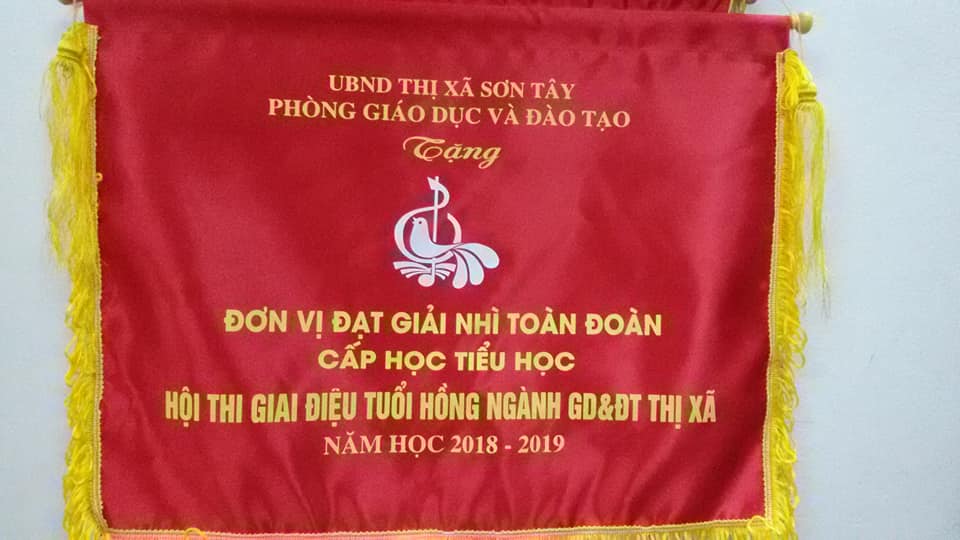 UBND THỊ XÃ SƠN TÂY
PHÒNG GIÁO DỤC VÀ ĐÀO TẠO
Tặng
ĐƠN VỊ ĐẠT GIẢI NHÌ TOÀN ĐOÀN
CẤP HỌC TIỂU HỌC
HỘI THI GIAI ĐIỆU TUỔI HỒNG NGÀNH GD&ĐT THỊ XÃ
NĂM HỌC 2018 - 2019